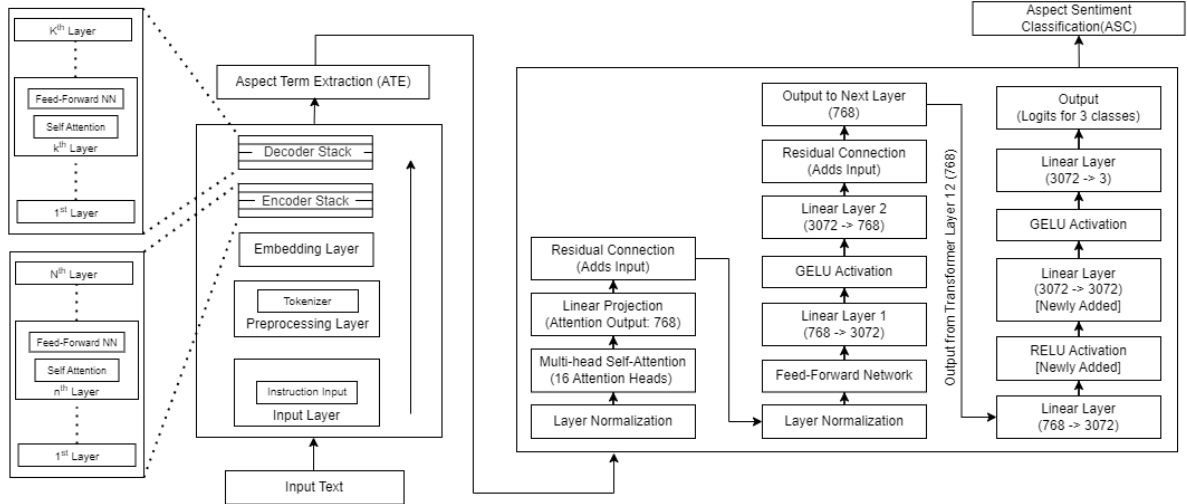 Kth Layer
Feed-Forward NN
Self Attention
kth Layer
1st Layer
Nth Layer
Feed-Forward NN
Self Attention
nth Layer
1st Layer
Aspect Term Extraction (ATE)
Decoder Stack
Encoder Stack
Embedding Layer
Tokenizer
Preprocessing Layer
Instruction Input
Input Layer
Input Text
Residual Connection
(Adds Input)
Linear Projection
(Attention Output: 768)
Multi-head Self-Attention
(16 Attention Heads)
Layer Normalization
Output to Next Layer
(768)
Residual Connection
(Adds Input)
Linear Layer 2
(3072 -> 768)
GELU Activation
Linear Layer 1
(768 -> 3072)
Feed-Forward Network
Layer Normalization
Output from Transformer Layer 12 (768)
Aspect Sentiment
Classification(ASC)
Output
(Logits for 3 classes)
Linear Layer
(3072 -> 3)
GELU Activation
Linear Layer
(3072 -> 3072)
[Newly Added]
RELU Activation
[Newly Added]
Linear Layer
(768 -> 3072)